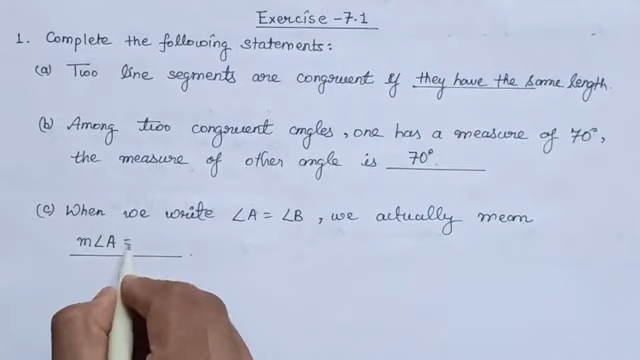 Exercise - 7.1
1. Complete the following statements:
(a) Two line segments are congruent if they have the same length.
(b) Among two congruent angles, one has a measure of 70°,
the measure of other angle is 70°
(c) When we write ∠A = ∠B, we actually mean
m∠A =